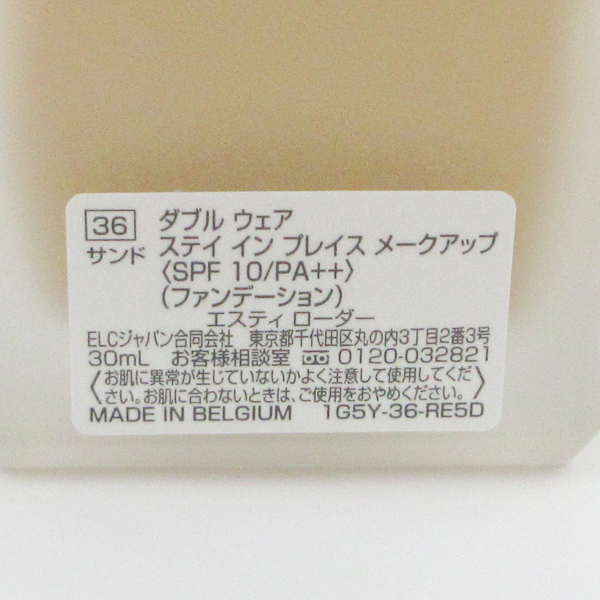 36 ダブル ウェア
サンド ステイ イン プレイス メークアップ
〈SPF 10/PA++〉
(ファンデーション)
エスティ ローダー
ELCジャパン合同会社 東京都千代田区丸の内3丁目2番3号
30mL お客様相談室 0120-032821
〈お肌に異常が生じていないかよく注意して使用してくだ
さい。お肌に合わないときは、ご使用をおやめください。〉
MADE IN BELGIUM 1G5Y-36-RE5D